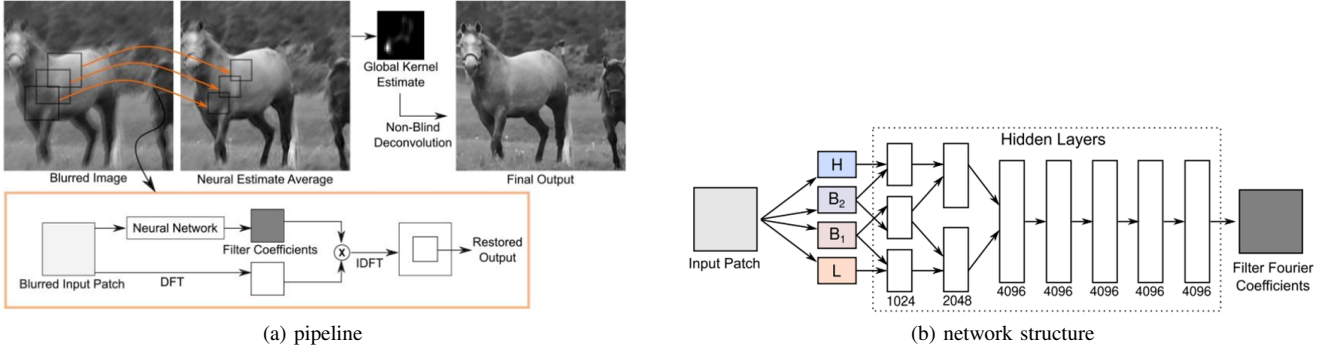 Blurred Image
Neural Estimate Average
Global Kernel
Estimate
Non-Blind
Deconvolution
Final Output
Blurred Input Patch
Neural Network
Filter Coefficients
DFT
X
IDFT
Restored
Output
(a) pipeline
Input Patch
H
B2
B1
L
Hidden Layers
1024
2048
4096
4096
4096
4096
4096
Filter Fourier
Coefficients
(b) network structure